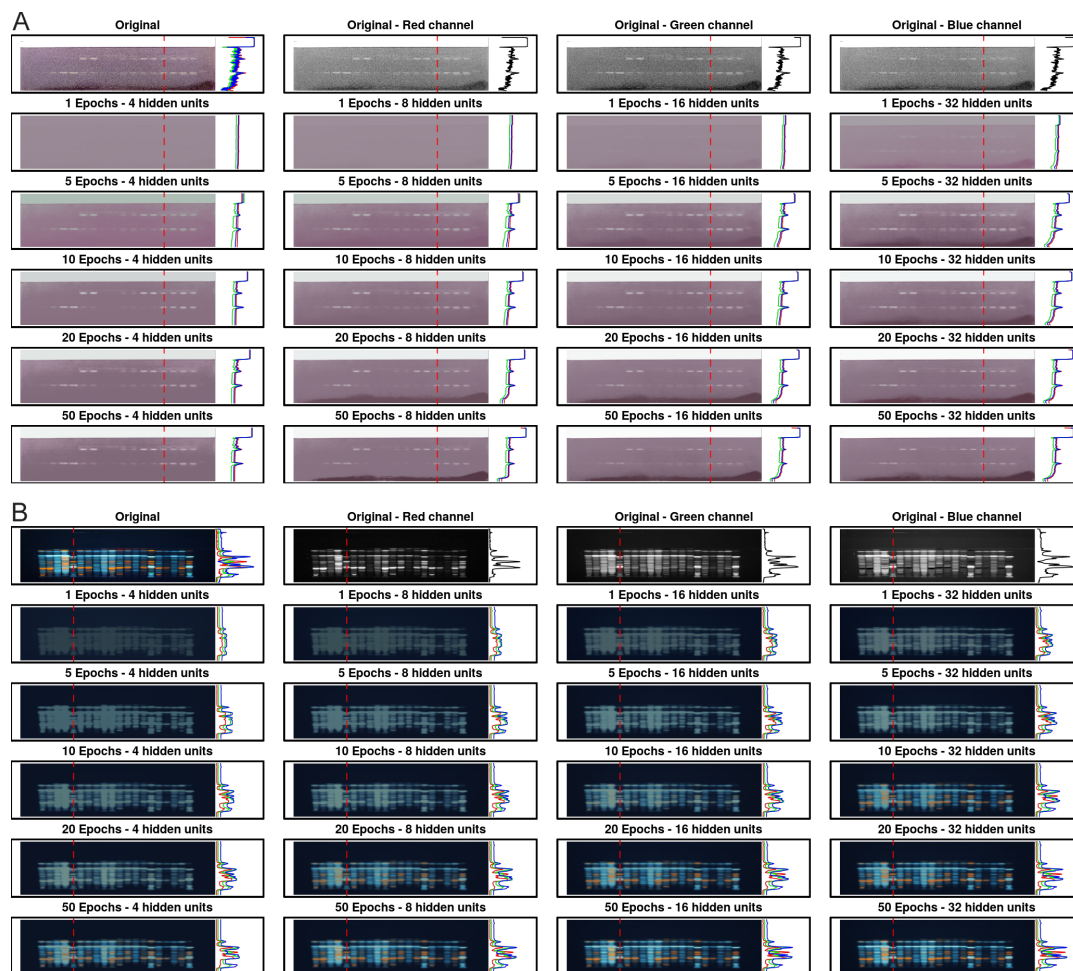 A
Original
Original - Red channel
Original - Green channel
Original - Blue channel
1 Epochs - 4 hidden units
1 Epochs - 8 hidden units
1 Epochs - 16 hidden units
1 Epochs - 32 hidden units
5 Epochs - 4 hidden units
5 Epochs - 8 hidden units
5 Epochs - 16 hidden units
5 Epochs - 32 hidden units
10 Epochs - 4 hidden units
10 Epochs - 8 hidden units
10 Epochs - 16 hidden units
10 Epochs - 32 hidden units
20 Epochs - 4 hidden units
20 Epochs - 8 hidden units
20 Epochs - 16 hidden units
20 Epochs - 32 hidden units
50 Epochs - 4 hidden units
50 Epochs - 8 hidden units
50 Epochs - 16 hidden units
50 Epochs - 32 hidden units
B
Original
Original - Red channel
Original - Green channel
Original - Blue channel
1 Epochs - 4 hidden units
1 Epochs - 8 hidden units
1 Epochs - 16 hidden units
1 Epochs - 32 hidden units
5 Epochs - 4 hidden units
5 Epochs - 8 hidden units
5 Epochs - 16 hidden units
5 Epochs - 32 hidden units
10 Epochs - 4 hidden units
10 Epochs - 8 hidden units
10 Epochs - 16 hidden units
10 Epochs - 32 hidden units
20 Epochs - 4 hidden units
20 Epochs - 8 hidden units
20 Epochs - 16 hidden units
20 Epochs - 32 hidden units
50 Epochs - 4 hidden units
50 Epochs - 8 hidden units
50 Epochs - 16 hidden units
50 Epochs - 32 hidden units